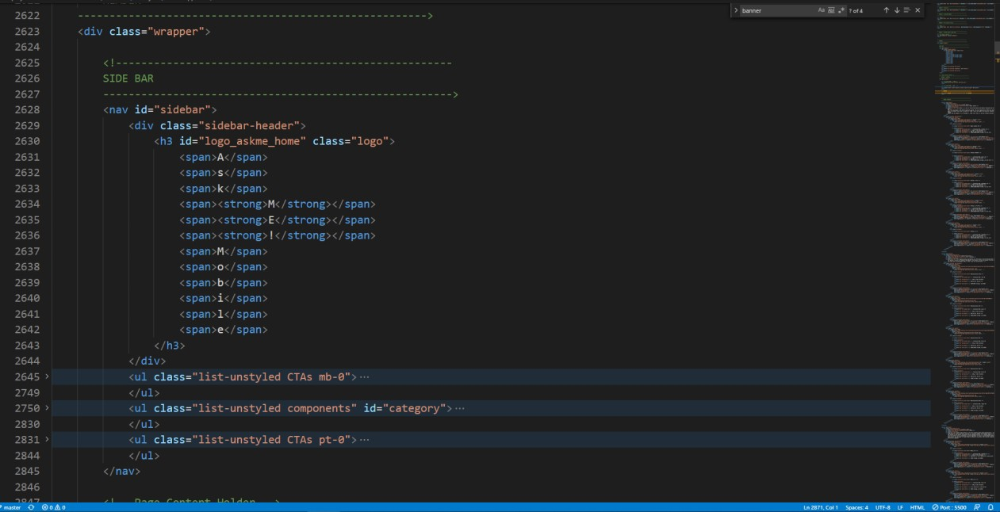 banner
Aa
? of 4
2622 ------------------------------------------------------->
2623 <div class="wrapper">
2624
2625 <!-----------------------------------------------------
2626 SIDE BAR
2627 ------------------------------------------------------->
2628 <nav id="sidebar">
2629 <div class="sidebar-header">
2630 <h3 id="logo_askme_home" class="logo">
2631 <span>A</span>
2632 <span>s</span>
2633 <span>k</span>
2634 <span><strong>M</strong></span>
2635 <span><strong>E</strong></span>
2636 <span><strong>!</strong></span>
2637 <span>M</span>
2638 <span>o</span>
2639 <span>b</span>
2640 <span>i</span>
2641 <span>l</span>
2642 <span>e</span>
2643 </h3>
2644 </div>
2645 <ul class="list-unstyled CTAs mb-0">···
2749 </ul>
2750 <ul class="list-unstyled components" id="category">···
2830 </ul>
2831 <ul class="list-unstyled CTAs pt-0">···
2844 </ul>
2845 </nav>
2846
2847 <!-- Page Content Holder -->
master 0 0 Ln 2871, Col 1 Spaces: 4 UTF-8 LF HTML Port : 5500